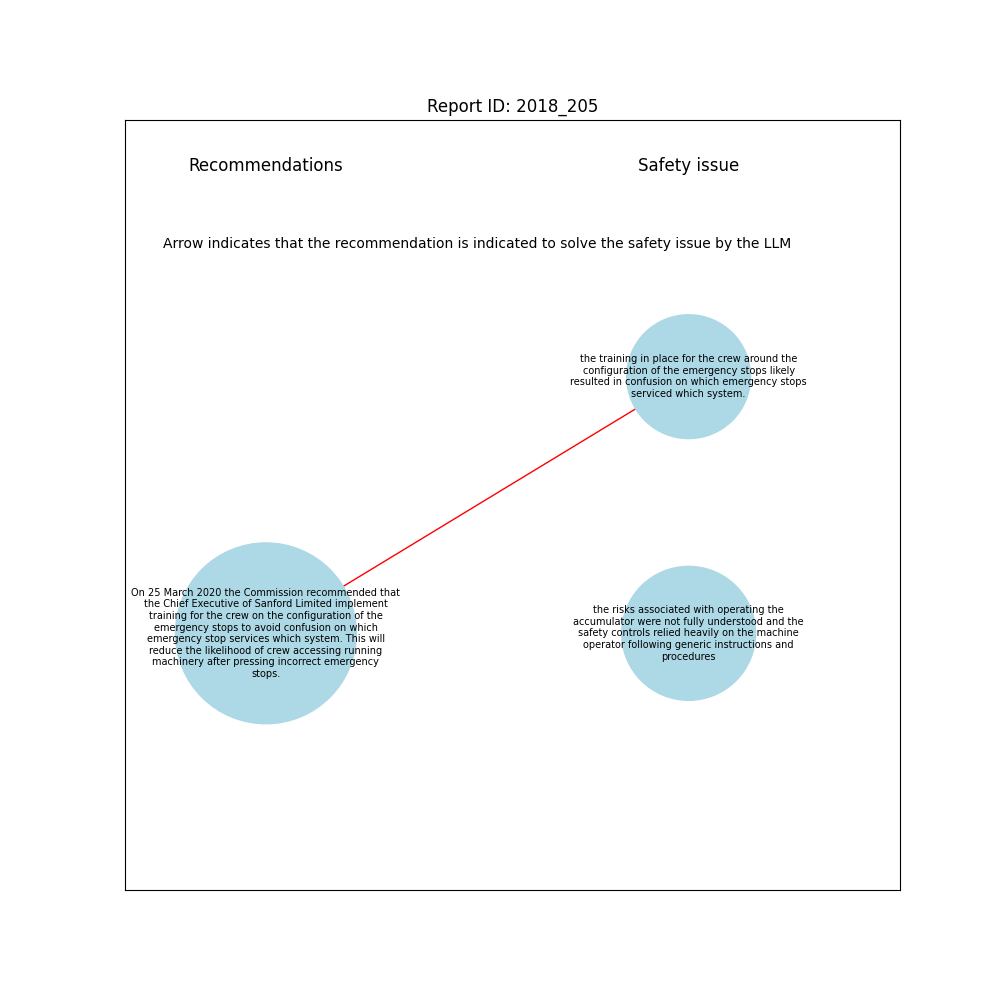 Report ID: 2018_205
Recommendations
Safety issue
Arrow indicates that the recommendation is indicated to solve the safety issue by the LLM
the training in place for the crew around the
configuration of the emergency stops likely
resulted in confusion on which emergency stops
serviced which system.
On 25 March 2020 the Commission recommended that
the Chief Executive of Sanford Limited implement
training for the crew on the configuration of the
emergency stops to avoid confusion on which
emergency stop services which system. This will
reduce the likelihood of crew accessing running
machinery after pressing incorrect emergency
stops.
the risks associated with operating the
accumulator were not fully understood and the
safety controls relied heavily on the machine
operator following generic instructions and
procedures